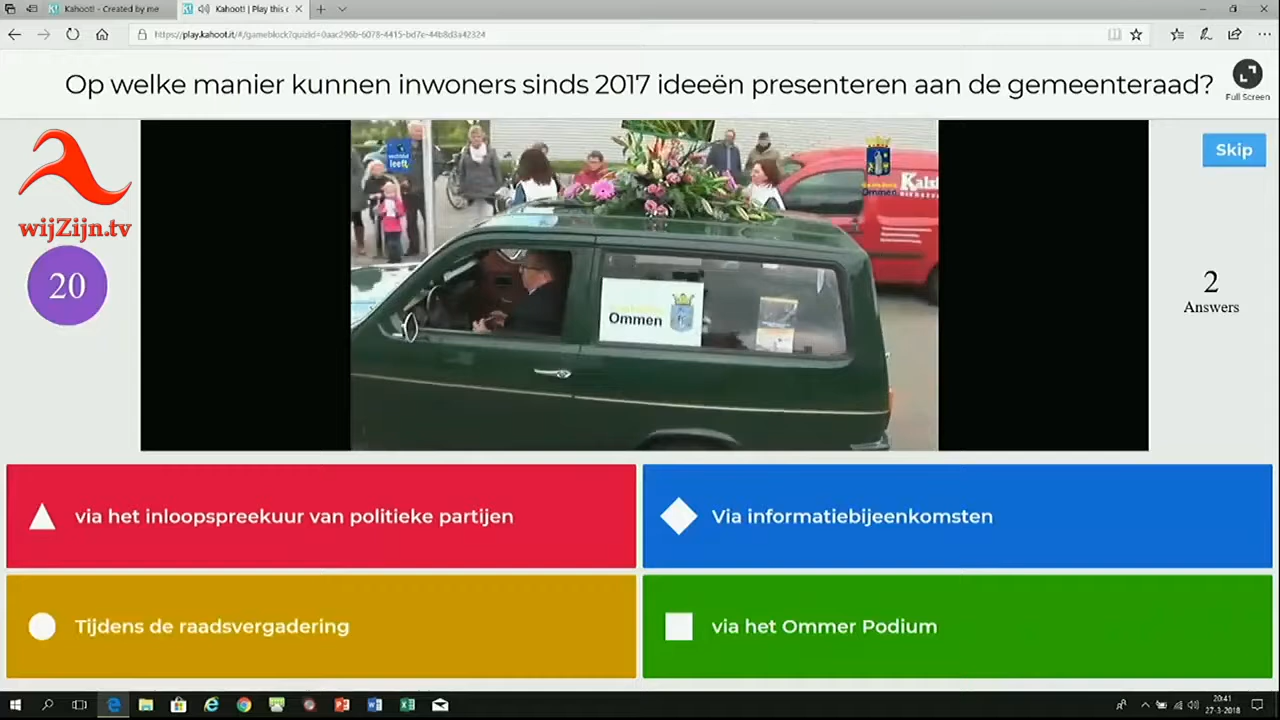 Kahoot! - Created by me
Kahoot! | Play this
https://play.kahoot.it/#/gameblock?quizId=0aac296b-6078-4415-bd7e-44b8d3a42324
Op welke manier kunnen inwoners sinds 2017 ideeën presenteren aan de gemeenteraad?
Full Screen
wijZijn.tv
20
vechtdal
leeft
Ommen
Ommen
Skip
2
Answers
via het inloopspreekuur van politieke partijen
Via informatiebijeenkomsten
Tijdens de raadsvergadering
via het Ommer Podium
20:41
27-3-2018